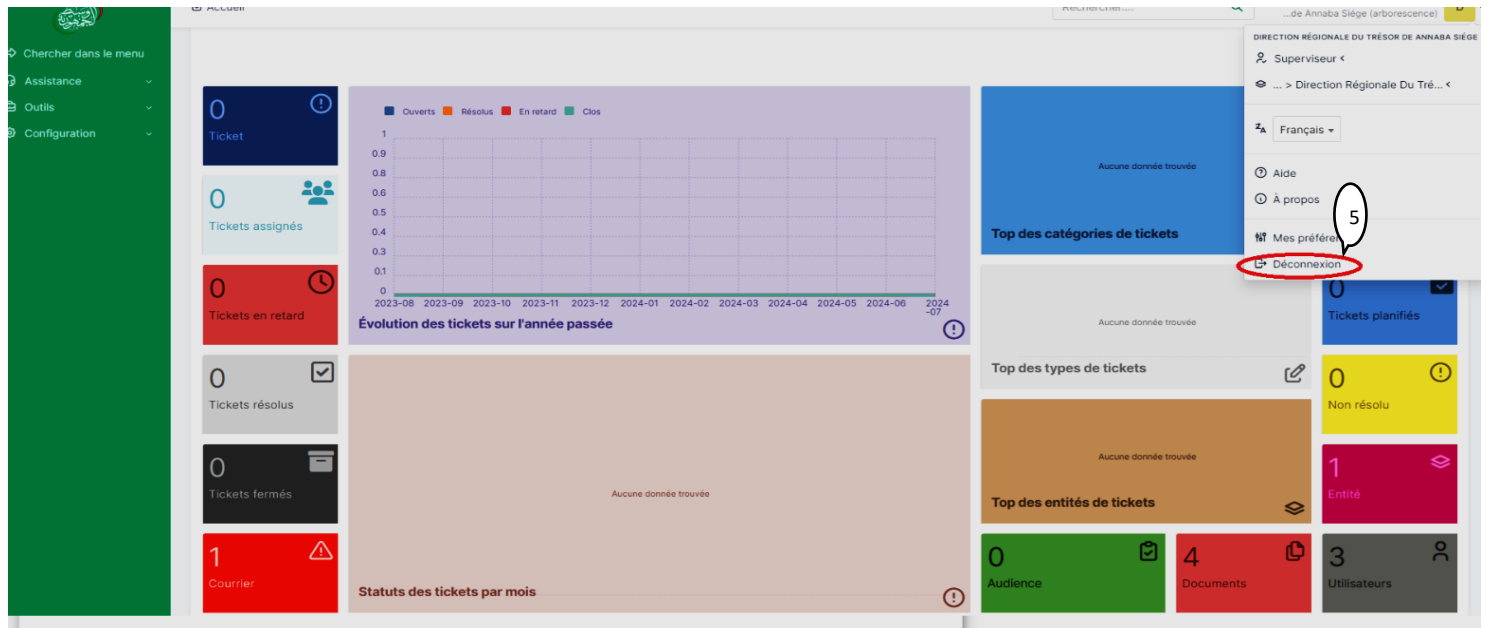 Accueil
Rechercher....
...de Annaba Siège (arborescence)
Chercher dans le menu
Assistance
Outils
Configuration
DIRECTION RÉGIONALE DU TRÉSOR DE ANNABA SIÈGE
Superviseur
... > Direction Régionale Du Tré...
Français
Aide
À propos
5
Mes préfére
Déconnexion
0
Ticket
0
Tickets assignés
0
Tickets en retard
0
Tickets résolus
0
Tickets fermés
1
Courrier
Ouverts Résolus En retard Clos
1
0.9
0.8
0.6
0.5
0.4
0.3
0.1
0
2023-08 2023-09 2023-10 2023-11 2023-12 2024-01 2024-02 2024-03 2024-04 2024-05 2024-06 2024
-07
Évolution des tickets sur l'année passée
Aucune donnée trouvée
Statuts des tickets par mois
Aucune donnée trouvée
Top des catégories de tickets
Aucune donnée trouvée
Top des types de tickets
Aucune donnée trouvée
Top des entités de tickets
0
Tickets planifiés
0
Non résolu
1
Entité
0
Audience
4
Documents
3
Utilisateurs